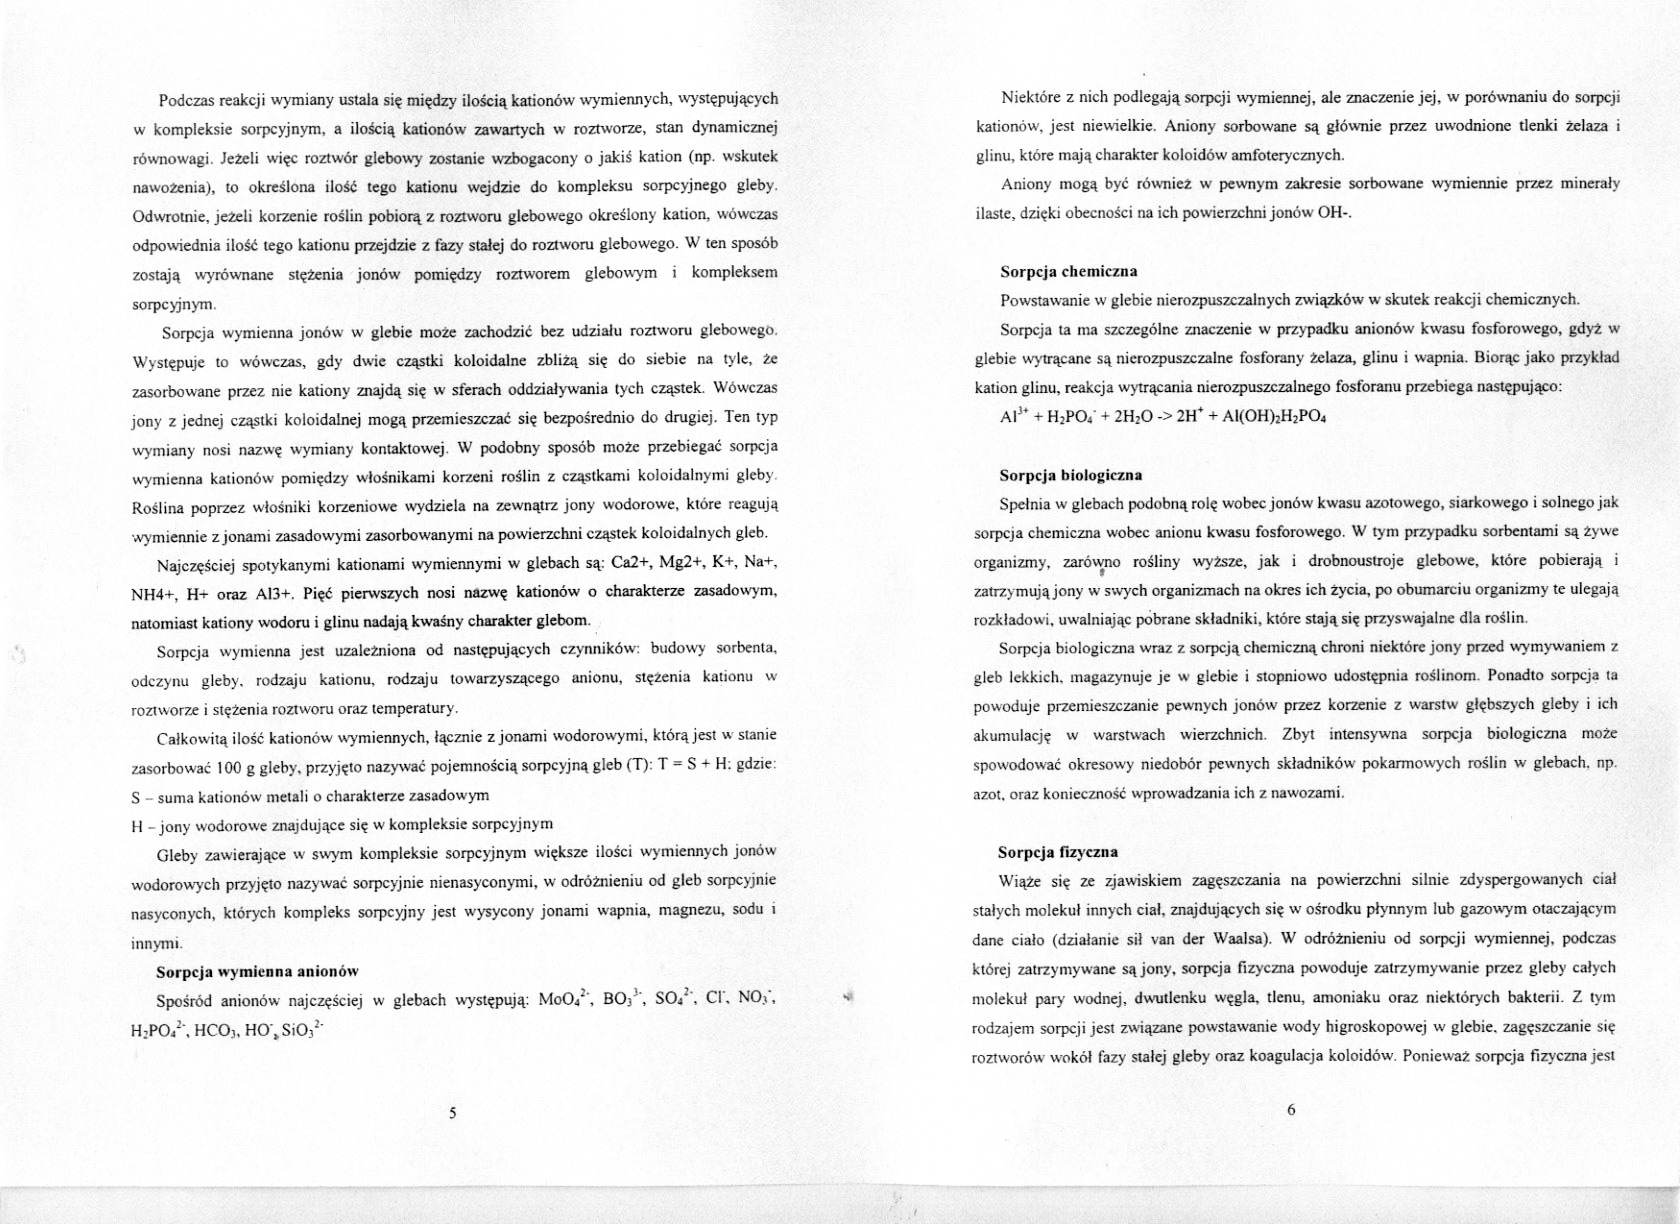 Podczas reakcji wymiany ustala się między ilością kationów wymiennych, występujących
w kompleksie sorpcyjnym, a ilością kationów zawartych w roztworze, stan dynamicznej
równowagi. Jeżeli więc roztwór glebowy zostanie wzbogacony o jakiś kation (np. wskutek
nawożenia), to określona ilość tego kationu wejdzie do kompleksu sorpcyjnego gleby.
Odwrotnie, jeżeli korzenie roślin pobiorą z roztworu glebowego określony kation, wówczas
odpowiednia ilość tego kationu przejdzie z fazy stałej do roztworu glebowego. W ten sposób
zostają wyrównane stężenia jonów pomiędzy roztworem glebowym i kompleksem
sorpcyjnym.
Sorpcja wymienna jonów w glebie może zachodzić bez udziału roztworu glebowego.
Występuje to wówczas, gdy dwie cząstki koloidalne zbliżą się do siebie na tyle, że
zasorbowane przez nie kationy znajdą się w sferach oddziaływania tych cząstek. Wówczas
jony z jednej cząstki koloidalnej mogą przemieszczać się bezpośrednio do drugiej. Ten typ
wymiany nosi nazwę wymiany kontaktowej. W podobny sposób może przebiegać sorpcja
wymienna kationów pomiędzy włośnikami korzeni roślin z cząstkami koloidalnymi gleby.
Roślina poprzez włośniki korzeniowe wydziela na zewnątrz jony wodorowe, które reagują
wymiennie z jonami zasadowymi zasorbowanymi na powierzchni cząstek koloidalnych gleb.
Najczęściej spotykanymi kationami wymiennymi w glebach są: Ca2+, Mg2+, K+, Na+,
NH4+, H+ oraz Al3+. Pięć pierwszych nosi nazwę kationów o charakterze zasadowym,
natomiast kationy wodoru i glinu nadają kwaśny charakter glebom.
Sorpcja wymienna jest uzależniona od następujących czynników: budowy sorbenta,
odczynu gleby, rodzaju kationu, rodzaju towarzyszącego anionu, stężenia kationu w
roztworze i stężenia roztworu oraz temperatury.
Całkowitą ilość kationów wymiennych, łącznie z jonami wodorowymi, którą jest w stanie
zasorbować 100 g gleby, przyjęto nazywać pojemnością sorpcyjną gleb (T): T = S + H; gdzie:
S – suma kationów metali o charakterze zasadowym
H – jony wodorowe znajdujące się w kompleksie sorpcyjnym
Gleby zawierające w swym kompleksie sorpcyjnym większe ilości wymiennych jonów
wodorowych przyjęto nazywać sorpcyjnie nienasyconymi, w odróżnieniu od gleb sorpcyjnie
nasyconych, których kompleks sorpcyjny jest wysycony jonami wapnia, magnezu, sodu i
innymi.
Sorpcja wymienna anionów
Spośród anionów najczęściej w glebach występują: MoO₄²⁻, BO₃³⁻, SO₄²⁻, Cl⁻, NO₃⁻,
H₂PO₄²⁻, HCO₃, HO⁻, SiO₃²⁻
5
Niektóre z nich podlegają sorpcji wymiennej, ale znaczenie jej, w porównaniu do sorpcji
kationów, jest niewielkie. Aniony sorbowane są głównie przez uwodnione tlenki żelaza i
glinu, które mają charakter koloidów amfoterycznych.
Aniony mogą być również w pewnym zakresie sorbowane wymiennie przez minerały
ilaste, dzięki obecności na ich powierzchni jonów OH-.
Sorpcja chemiczna
Powstawanie w glebie nierozpuszczalnych związków w skutek reakcji chemicznych.
Sorpcja ta ma szczególne znaczenie w przypadku anionów kwasu fosforowego, gdyż w
glebie wytrącane są nierozpuszczalne fosforany żelaza, glinu i wapnia. Biorąc jako przykład
kation glinu, reakcja wytrącania nierozpuszczalnego fosforanu przebiega następująco:
Al³⁺ + H₂PO₄⁻ + 2H₂O -> 2H⁺ + Al(OH)₂H₂PO₄
Sorpcja biologiczna
Spełnia w glebach podobną rolę wobec jonów kwasu azotowego, siarkowego i solnego jak
sorpcja chemiczna wobec anionu kwasu fosforowego. W tym przypadku sorbentami są żywe
organizmy, zarówno rośliny wyższe, jak i drobnoustroje glebowe, które pobierają i
zatrzymują jony w swych organizmach na okres ich życia, po obumarciu organizmy te ulegają
rozkładowi, uwalniając pobrane składniki, które stają się przyswajalne dla roślin.
Sorpcja biologiczna wraz z sorpcją chemiczną chroni niektóre jony przed wymywaniem z
gleb lekkich, magazynuje je w glebie i stopniowo udostępnia roślinom. Ponadto sorpcja ta
powoduje przemieszczanie pewnych jonów przez korzenie z warstw głębszych gleby i ich
akumulację w warstwach wierzchnich. Zbyt intensywna sorpcja biologiczna może
spowodować okresowy niedobór pewnych składników pokarmowych roślin w glebach, np.
azot, oraz konieczność wprowadzania ich z nawozami.
Sorpcja fizyczna
Wiąże się ze zjawiskiem zagęszczania na powierzchni silnie zdyspergowanych ciał
stałych molekuł innych ciał, znajdujących się w ośrodku płynnym lub gazowym otaczającym
dane ciało (działanie sił van der Waalsa). W odróżnieniu od sorpcji wymiennej, podczas
której zatrzymywane są jony, sorpcja fizyczna powoduje zatrzymywanie przez gleby całych
molekuł pary wodnej, dwutlenku węgla, tlenu, amoniaku oraz niektórych bakterii. Z tym
rodzajem sorpcji jest związane powstawanie wody higroskopowej w glebie, zagęszczanie się
roztworów wokół fazy stałej gleby oraz koagulacja koloidów. Ponieważ sorpcja fizyczna jest
6